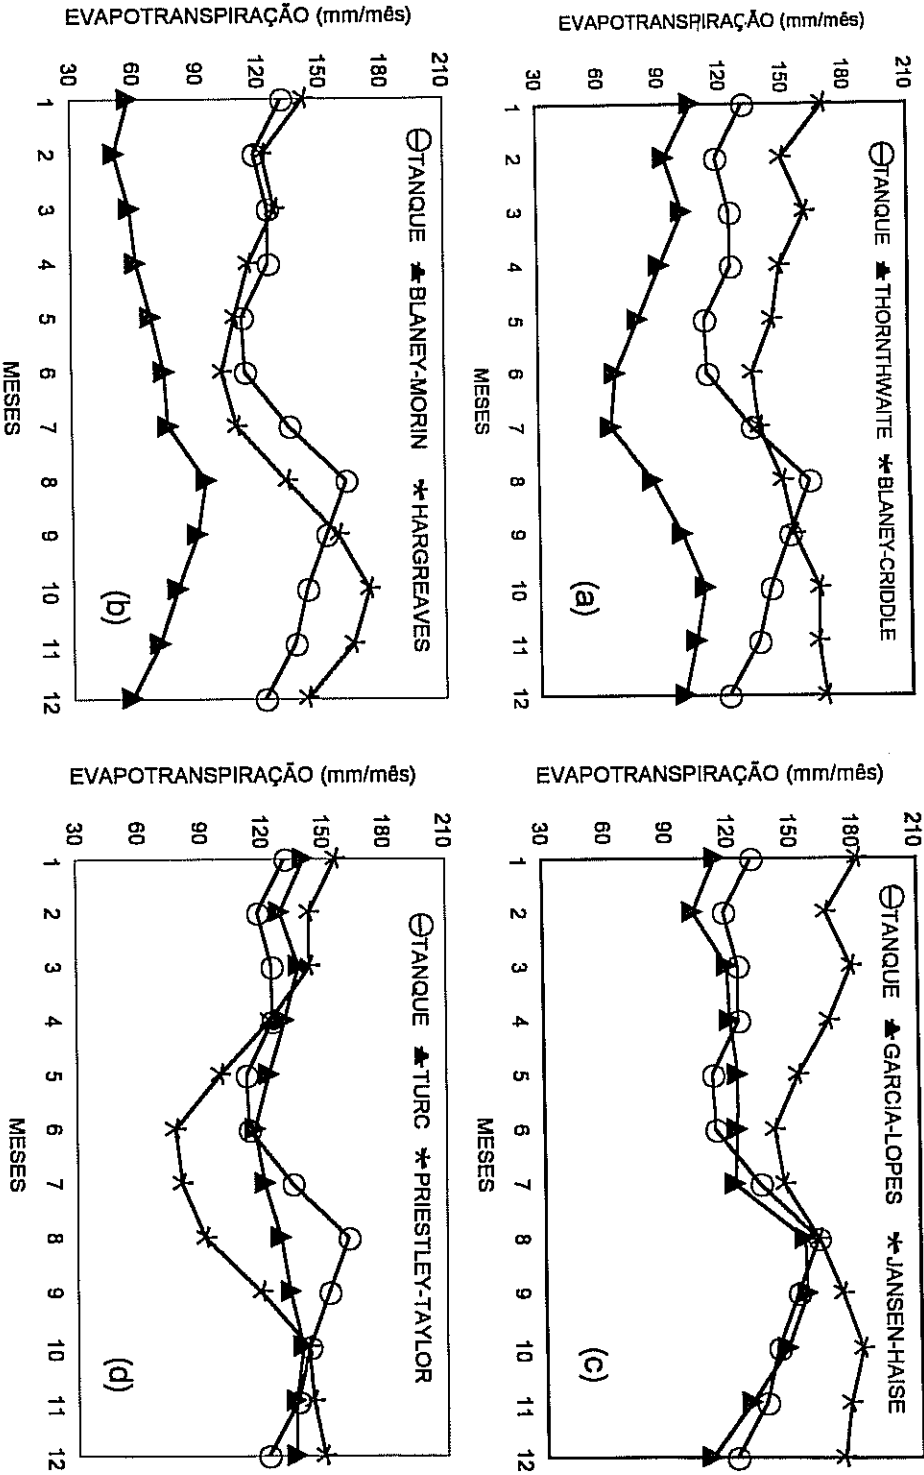 EVAPOTRANSPIRAÇÃO (mm/mês)
210
180
150
120
90
60
30
TANQUE THORNTHWAITE BLANEY-CRIDDLE
(a)
1 2 3 4 5 6 7 8 9 10 11 12
MESES
EVAPOTRANSPIRAÇÃO (mm/mês)
210
180
150
120
90
60
30
TANQUE GARCIA-LOPES JANSEN-HAISE
(c)
1 2 3 4 5 6 7 8 9 10 11 12
MESES
EVAPOTRANSPIRAÇÃO (mm/mês)
210
180
150
120
90
60
30
TANQUE BLANEY-MORIN HARGREAVES
(b)
1 2 3 4 5 6 7 8 9 10 11 12
MESES
EVAPOTRANSPIRAÇÃO (mm/mês)
210
180
150
120
90
60
30
TANQUE TURC PRIESTLEY-TAYLOR
(d)
1 2 3 4 5 6 7 8 9 10 11 12
MESES